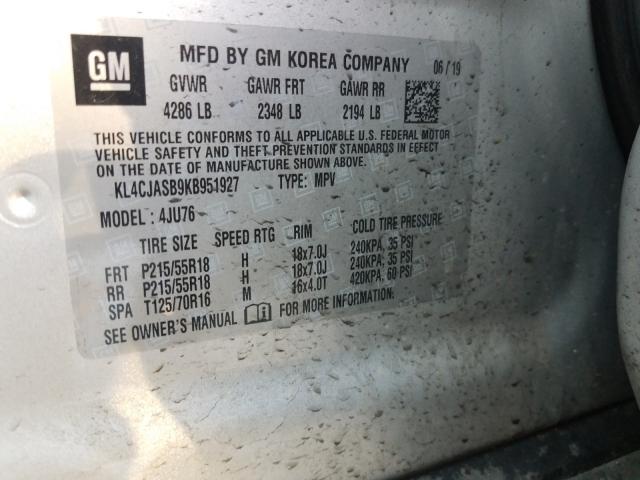 GM
MFD BY GM KOREA COMPANY 06/19
GVWR GAWR FRT GAWR RR
4286 LB 2348 LB 2194 LB
THIS VEHICLE CONFORMS TO ALL APPLICABLE U.S. FEDERAL MOTOR
VEHICLE SAFETY AND THEFT PREVENTION STANDARDS IN EFFECT
ON THE DATE OF MANUFACTURE SHOWN ABOVE.
KL4CJASB9KB951927 TYPE: MPV
MODEL: 4JU76
TIRE SIZE SPEED RTG RIM COLD TIRE PRESSURE
FRT P215/55R18 H 18x7.0J 240KPA, 35 PSI
RR P215/55R18 H 18x7.0J 240KPA, 35 PSI
SPA T125/70R16 M 16x4.0T 420KPA, 60 PSI
SEE OWNER'S MANUAL FOR MORE INFORMATION.